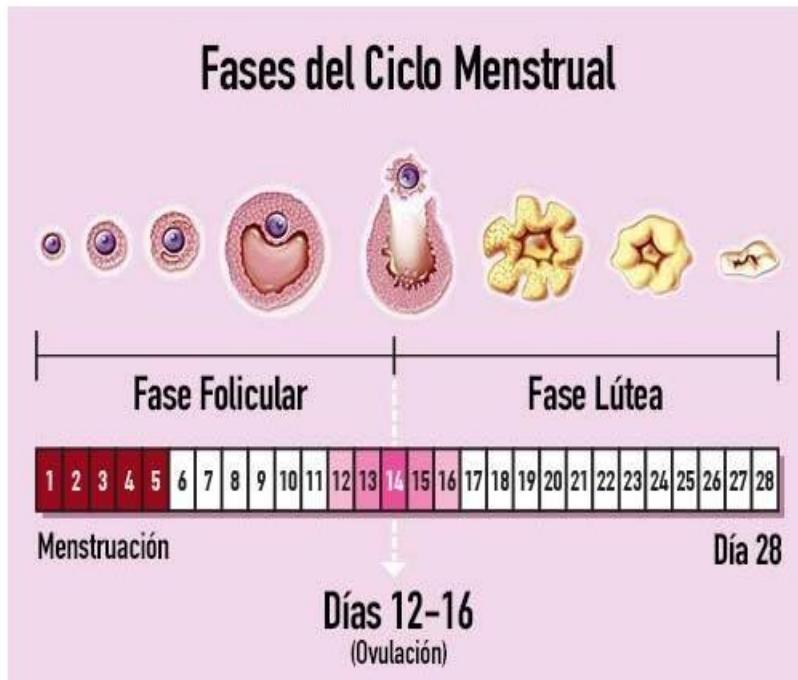 Fases del Ciclo Menstrual
Fase Folicular Fase Lútea
1 2 3 4 5 6 7 8 9 10 11 12 13 14 15 16 17 18 19 20 21 22 23 24 25 26 27 28
Menstruación Día 28
Días 12-16
(Ovulación)